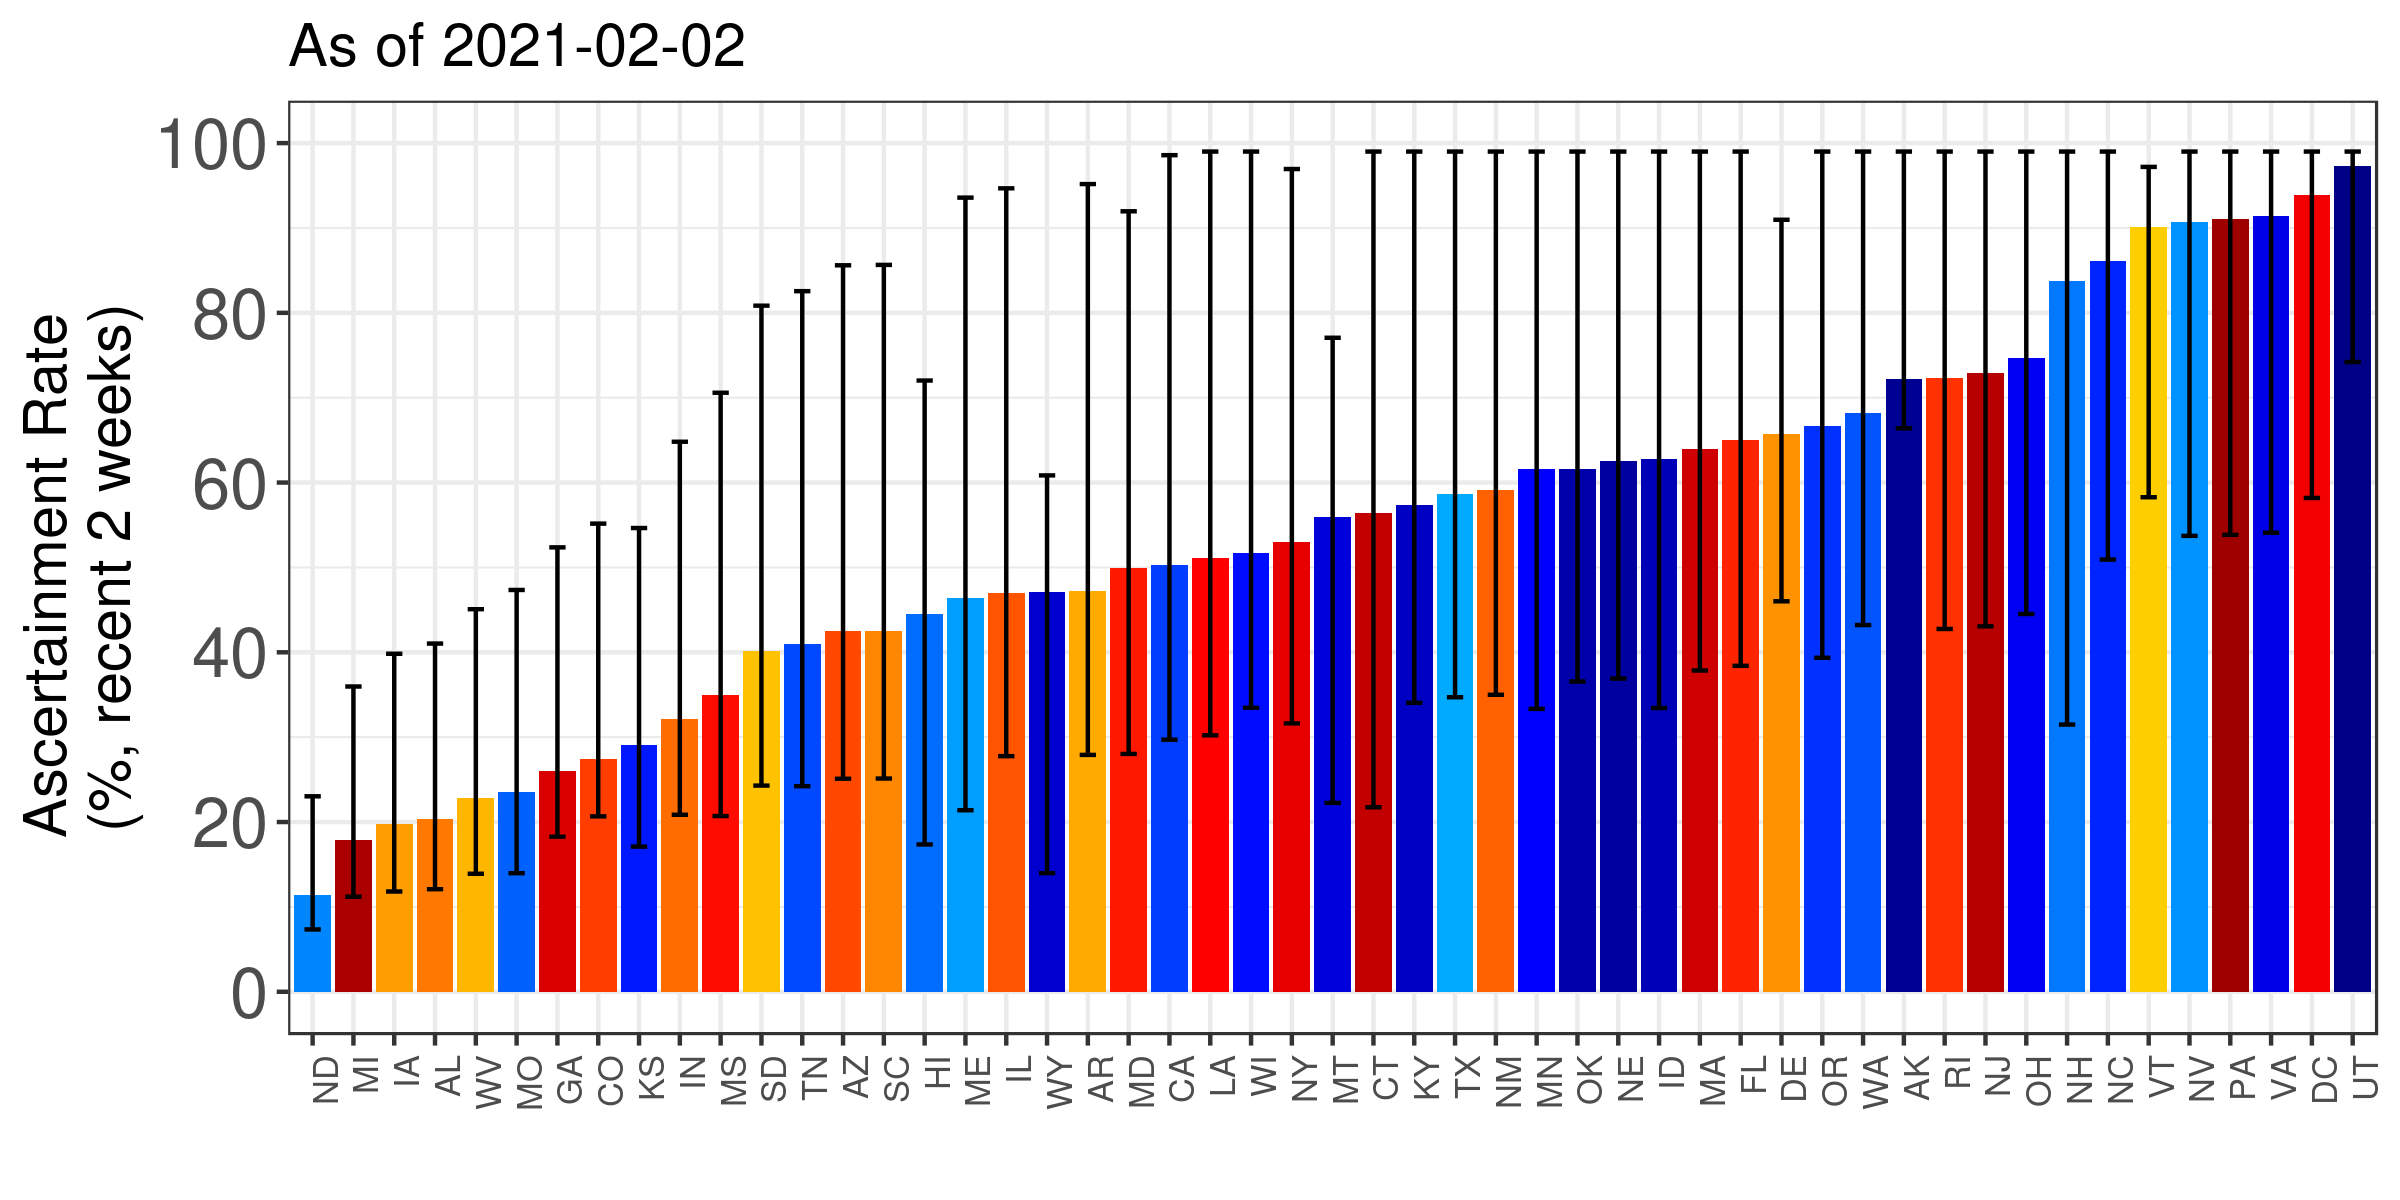 As of 2021-02-02
Ascertainment Rate
(%, recent 2 weeks)
100
80
60
40
20
0
ND MI IA AL WV MO GA CO KS IN MS SD TN AZ SC HI ME IL WY AR MD CA LA WI NY MT CT KY TX NM MN OK NE ID MA FL DE OR WA AK RI NJ OH NH NC VT NV PA VA DC UT